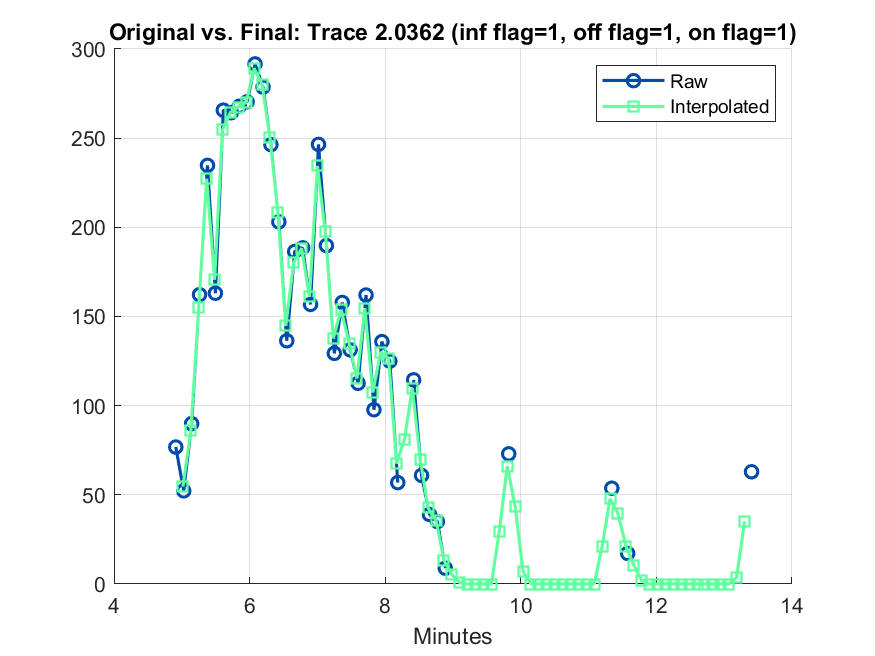 Original vs. Final: Trace 2.0362 (inf flag=1, off flag=1, on flag=1)
300
250
200
150
100
50
0
Raw
Interpolated
4 6 8 10 12 14
Minutes